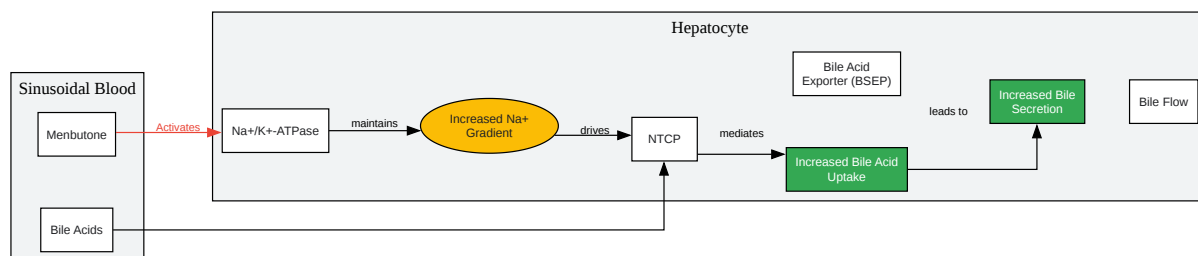 Hepatocyte
Sinusoidal Blood
Menbutone
Activates
Na+/K+-ATPase
maintains
Increased Na+
Gradient
drives
NTCP
mediates
Bile Acid
Exporter (BSEP)
Increased Bile Acid
Uptake
leads to
Increased Bile
Secretion
Bile Flow
Bile Acids